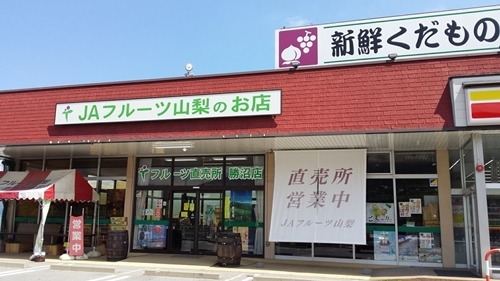 新鮮くだもの
JAフルーツ山梨のお店
フルーツ直売所 勝沼店
直売所
営業中
JAフルーツ山梨
営業中